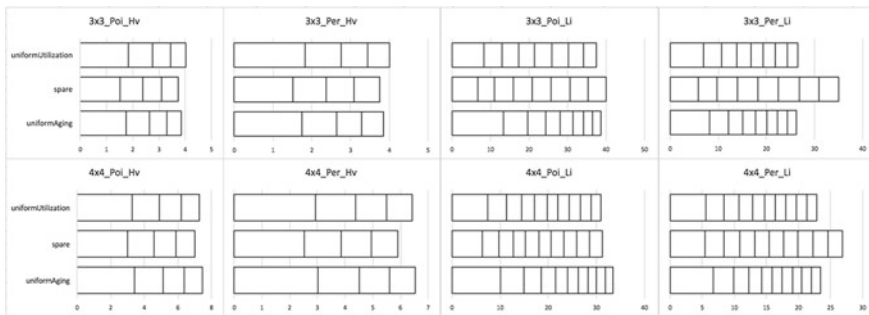 3x3_Poi_Hv
3x3_Per_Hv
3x3_Poi_Li
3x3_Per_Li
uniformUtilization
spare
uniformAging
0 1 2 3 4 5
0 1 2 3 4 5
0 10 20 30 40 50
0 10 20 30 40
4x4_Poi_Hv
4x4_Per_Hv
4x4_Poi_Li
4x4_Per_Li
uniformUtilization
spare
uniformAging
0 2 4 6 8
0 1 2 3 4 5 6 7
0 10 20 30 40
0 5 10 15 20 25 30